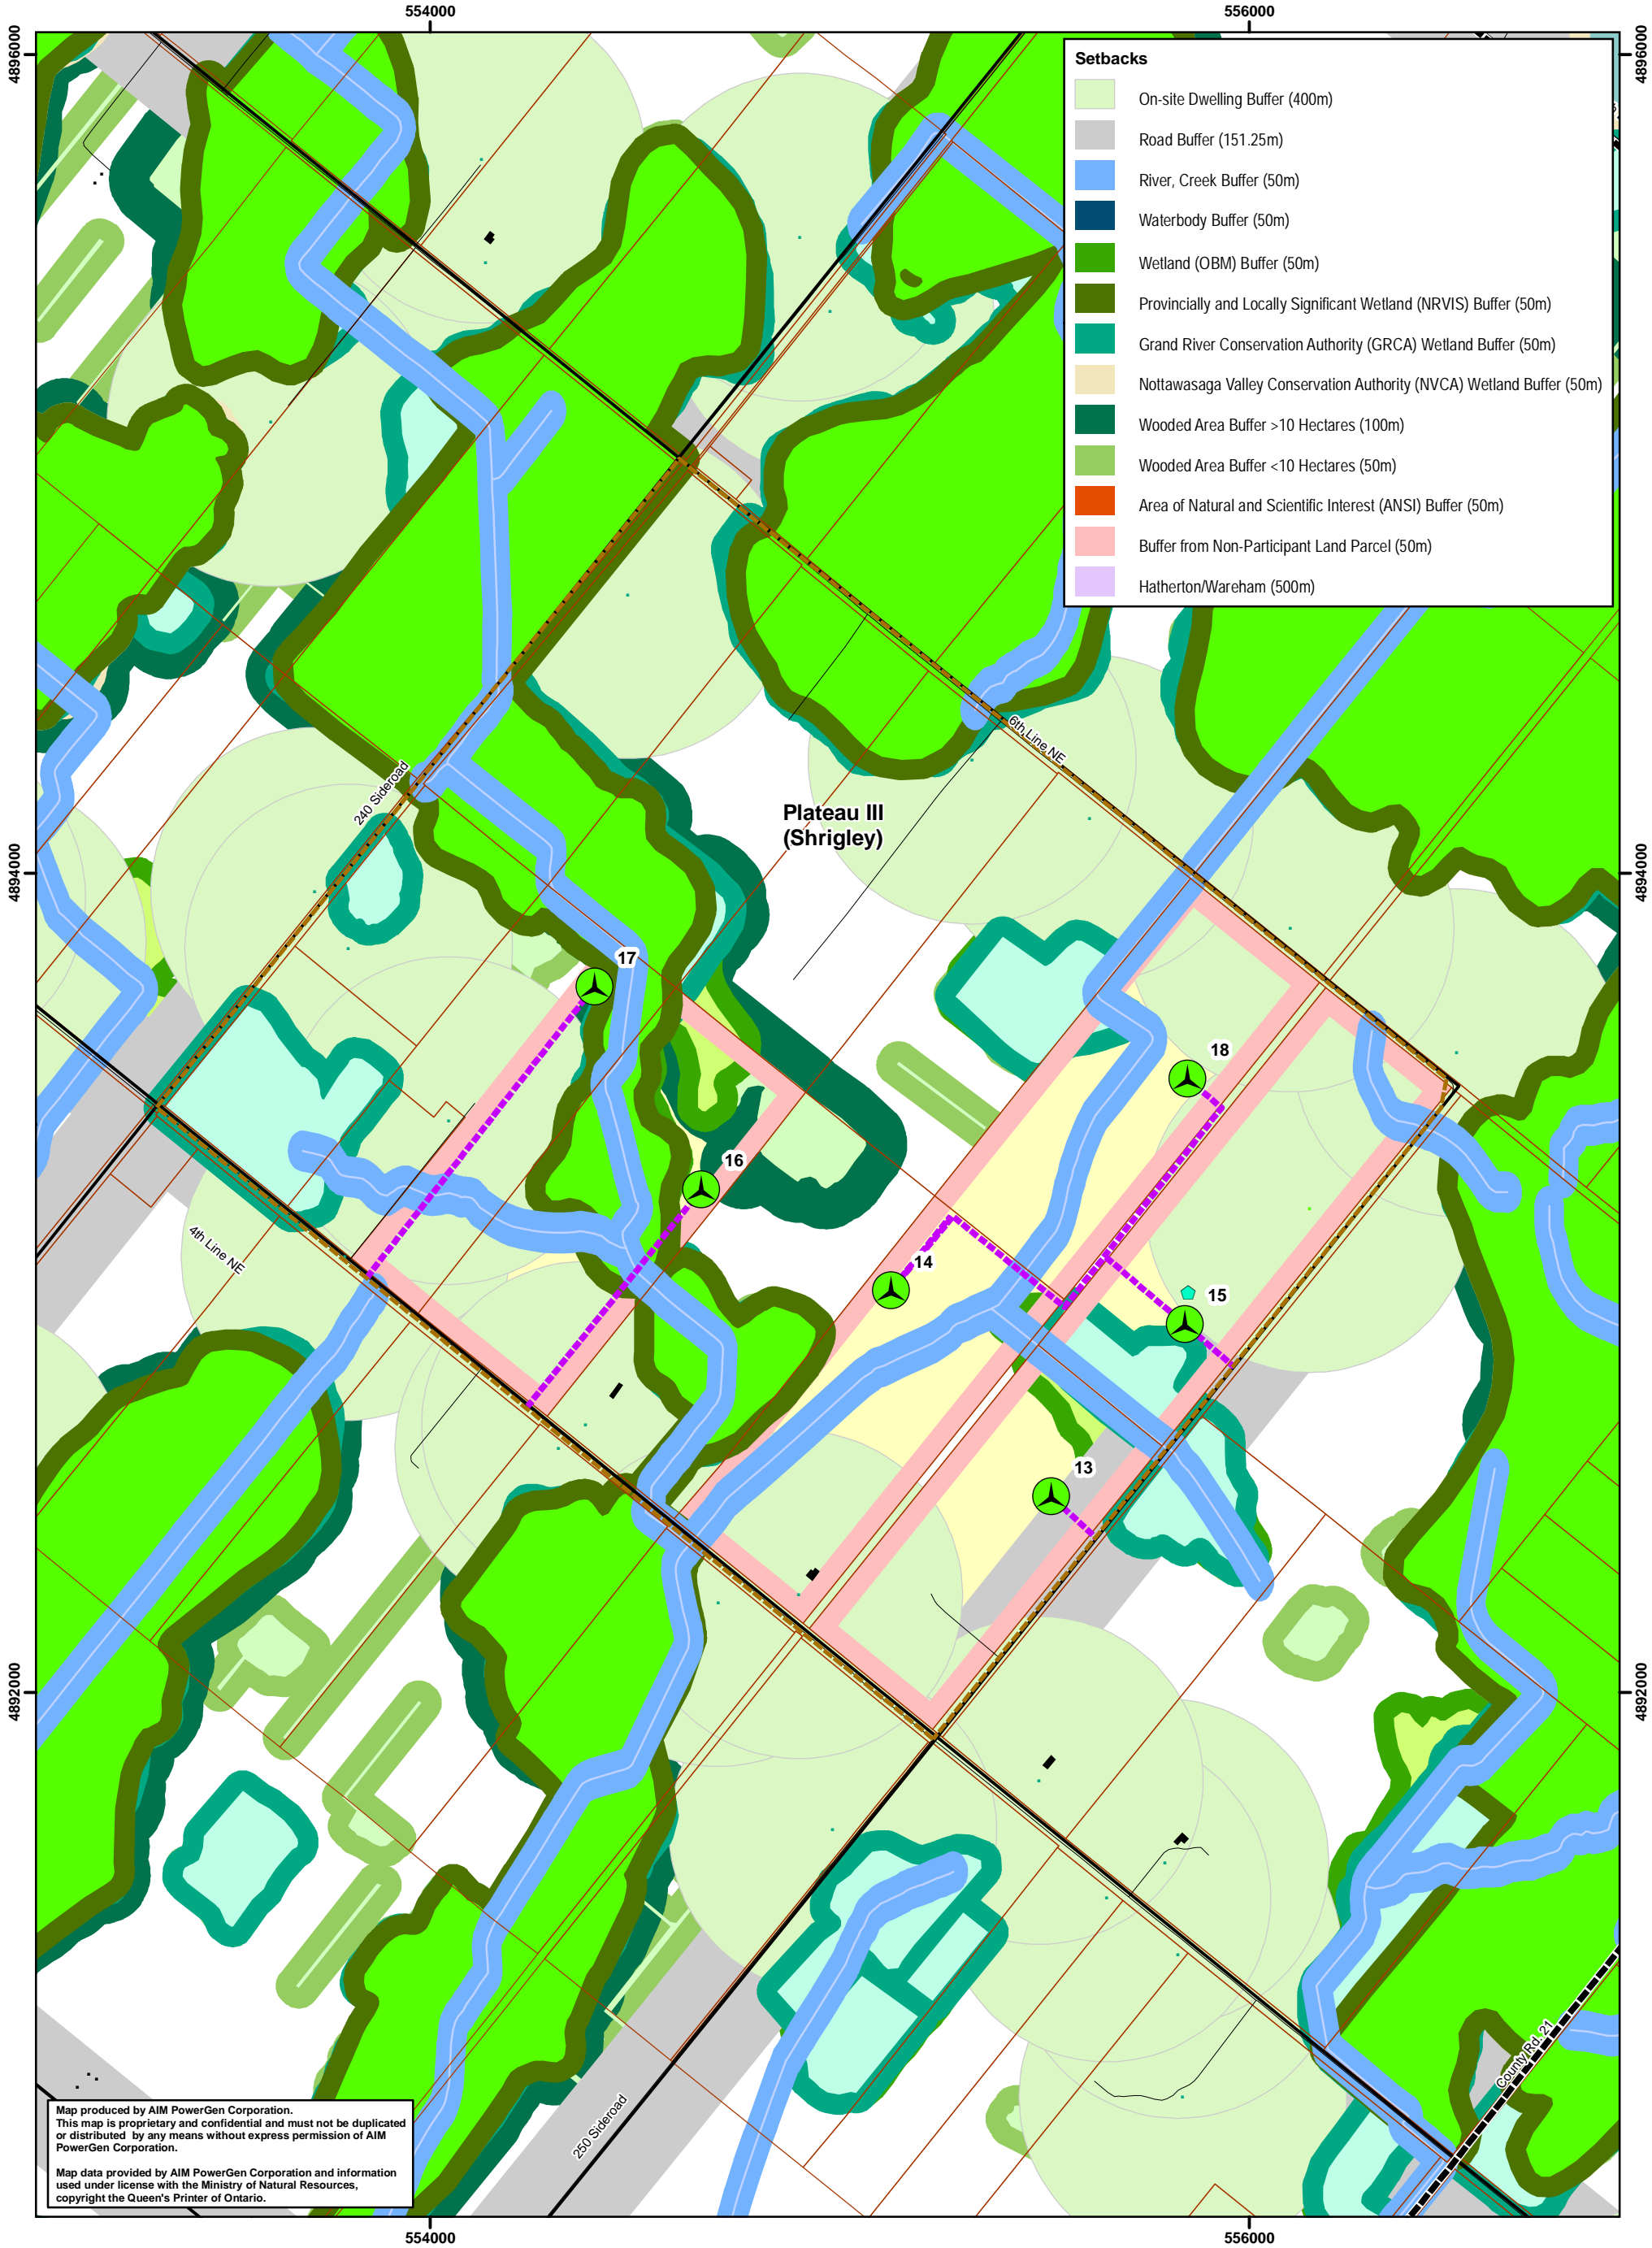 554000
556000
4896000
4896000
Setbacks
On-site Dwelling Buffer (400m)
Road Buffer (151.25m)
River, Creek Buffer (50m)
Waterbody Buffer (50m)
Wetland (OBM) Buffer (50m)
Provincially and Locally Significant Wetland (NRVIS) Buffer (50m)
Grand River Conservation Authority (GRCA) Wetland Buffer (50m)
Nottawasaga Valley Conservation Authority (NVCA) Wetland Buffer (50m)
Wooded Area Buffer >10 Hectares (100m)
Wooded Area Buffer <10 Hectares (50m)
Area of Natural and Scientific Interest (ANSI) Buffer (50m)
Buffer from Non-Participant Land Parcel (50m)
Hatherton/Wareham (500m)
6th Line NE
240 Sideroad
Plateau III
(Shrigley)
4894000
4894000
17
18
16
4th Line NE
14
15
13
4892000
4892000
County Rd. 21
250 Sideroad
Map produced by AIM PowerGen Corporation.
This map is proprietary and confidential and must not be duplicated
or distributed by any means without express permission of AIM
PowerGen Corporation.
Map data provided by AIM PowerGen Corporation and information
used under license with the Ministry of Natural Resources,
copyright the Queen's Printer of Ontario.
554000
556000